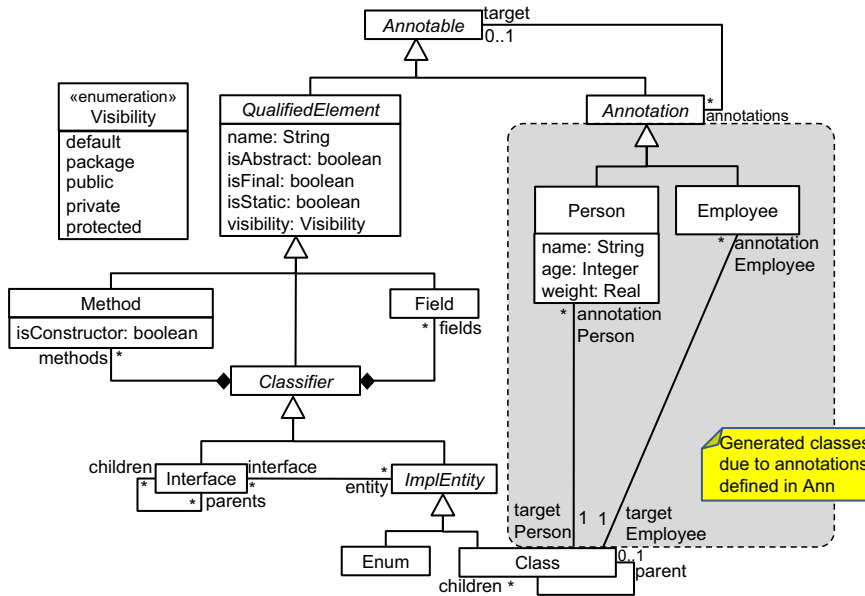 target
Annotable
0..1
«enumeration»
Visibility
default
package
public
private
protected
QualifiedElement
name: String
isAbstract: boolean
isFinal: boolean
isStatic: boolean
visibility: Visibility
Annotation
*
annotations
Person
name: String
age: Integer
weight: Real
Employee
* annotation
Employee
* annotation
Person
Method
isConstructor: boolean
methods *
Field
* fields
Classifier
children
*
Interface
* parents
interface
*
*
entity
ImplEntity
Generated classes
due to annotations
defined in Ann
target
Person
1
1
target
Employee
Enum
Class
0..1
parent
children *